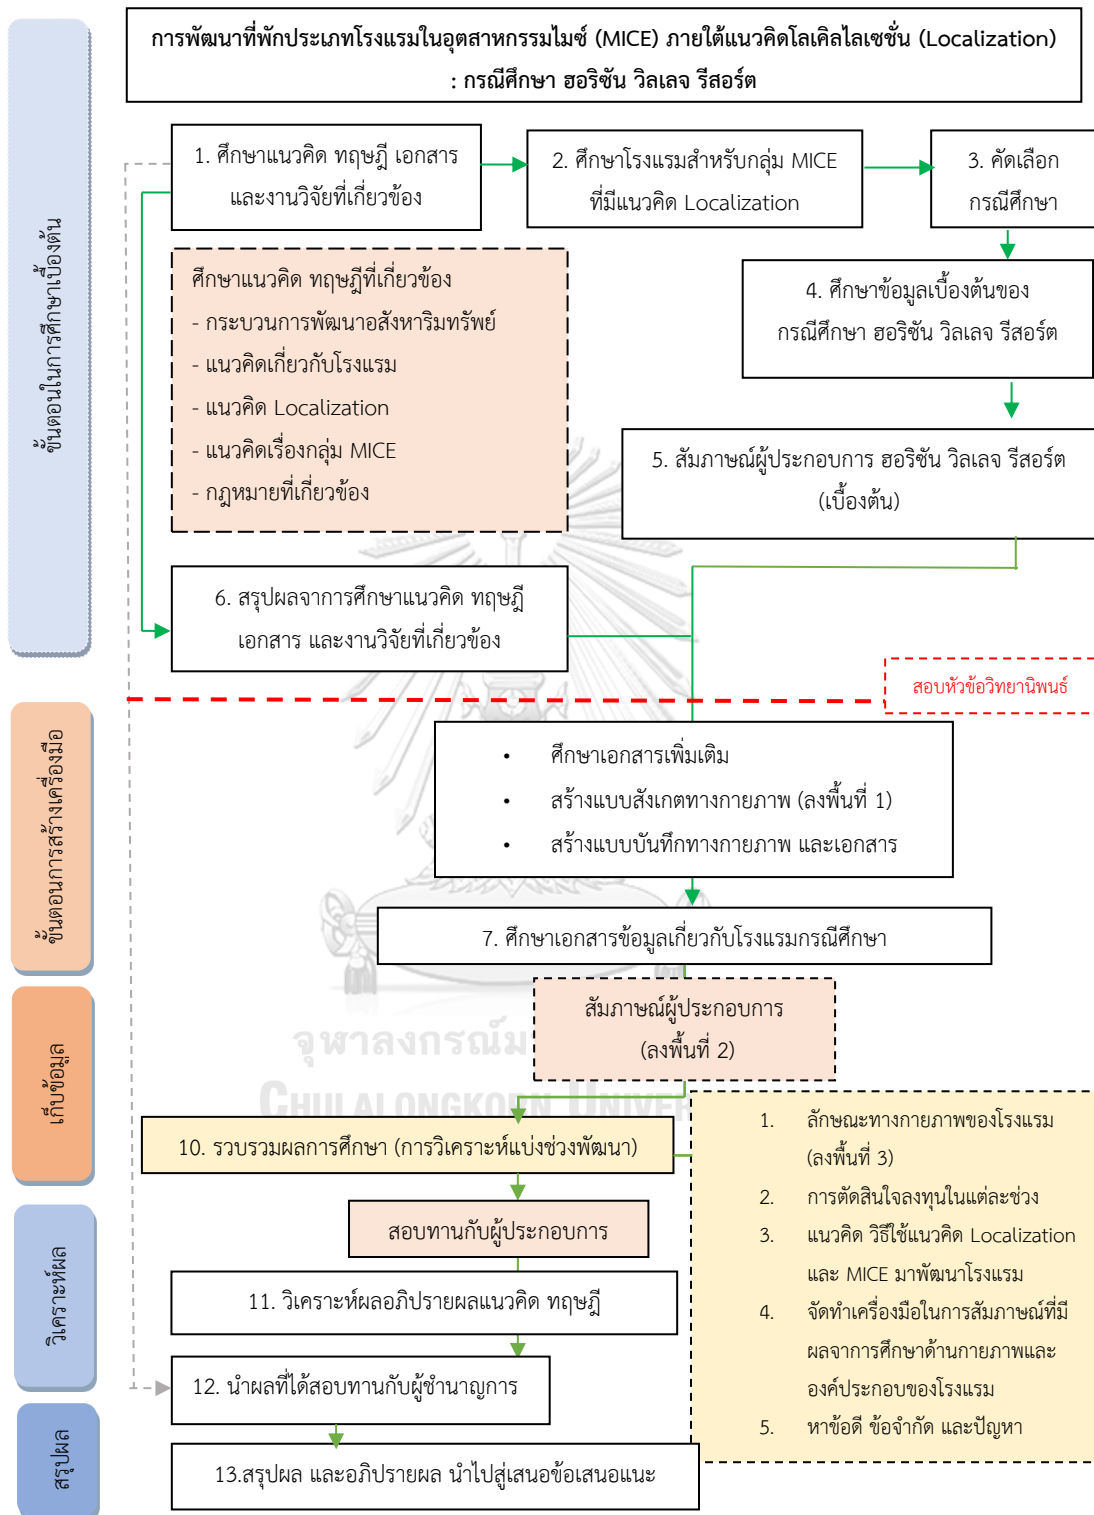 การพัฒนาที่พักประเภทโรงแรมในอุตสาหกรรมไมซ์ (MICE) ภายใต้แนวคิดโลเคิลไลเซชั่น (Localization)
: กรณีศึกษา ฮอริซัน วิลเลจ รีสอร์ต
ขั้นตอนในการศึกษาเบื้องต้น
1. ศึกษาแนวคิด ทฤษฎี เอกสาร
และงานวิจัยที่เกี่ยวข้อง
2. ศึกษาโรงแรมสำหรับกลุ่ม MICE
ที่มีแนวคิด Localization
3. คัดเลือก
กรณีศึกษา
ศึกษาแนวคิด ทฤษฎีที่เกี่ยวข้อง
- กระบวนการพัฒนาอสังหาริมทรัพย์
- แนวคิดเกี่ยวกับโรงแรม
- แนวคิด Localization
- แนวคิดเรื่องกลุ่ม MICE
- กฎหมายที่เกี่ยวข้อง
4. ศึกษาข้อมูลเบื้องต้นของ
กรณีศึกษา ฮอริซัน วิลเลจ รีสอร์ต
5. สัมภาษณ์ผู้ประกอบการ ฮอริซัน วิลเลจ รีสอร์ต
(เบื้องต้น)
6. สรุปผลจาการศึกษาแนวคิด ทฤษฎี
เอกสาร และงานวิจัยที่เกี่ยวข้อง
สอบหัวข้อวิทยานิพนธ์
ขั้นตอนการสร้างเครื่องมือ
• ศึกษาเอกสารเพิ่มเติม
• สร้างแบบสังเกตทางกายภาพ (ลงพื้นที่ 1)
• สร้างแบบบันทึกทางกายภาพ และเอกสาร
7. ศึกษาเอกสารข้อมูลเกี่ยวกับโรงแรมกรณีศึกษา
เก็บข้อมูล
สัมภาษณ์ผู้ประกอบการ
(ลงพื้นที่ 2)
จุฬาลงกรณ์ม
CHULALONGKORN UNIVER
10. รวบรวมผลการศึกษา (การวิเคราะห์แบ่งช่วงพัฒนา)
1. ลักษณะทางกายภาพของโรงแรม
(ลงพื้นที่ 3)
2. การตัดสินใจลงทุนในแต่ละช่วง
3. แนวคิด วิธีใช้แนวคิด Localization
และ MICE มาพัฒนาโรงแรม
4. จัดทำเครื่องมือในการสัมภาษณ์ที่มี
ผลจาการศึกษาด้านกายภาพและ
องค์ประกอบของโรงแรม
5. หาข้อดี ข้อจำกัด และปัญหา
วิเคราะห์ผล
สอบทานกับผู้ประกอบการ
11. วิเคราะห์ผลอภิปรายผลแนวคิด ทฤษฎี
12. นำผลที่ได้สอบทานกับผู้ชำนาญการ
สรุปผล
13.สรุปผล และอภิปรายผล นำไปสู่เสนอข้อเสนอแนะ